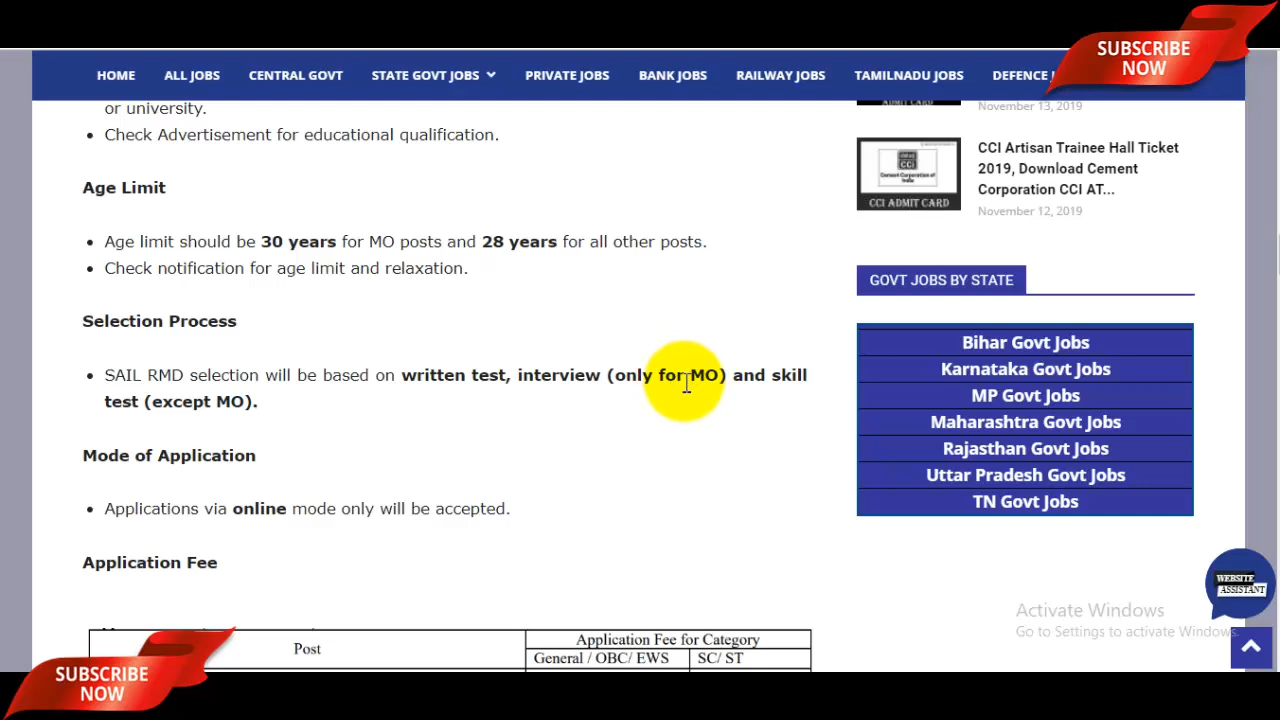 SUBSCRIBE
NOW
HOME ALL JOBS CENTRAL GOVT STATE GOVT JOBS PRIVATE JOBS BANK JOBS RAILWAY JOBS TAMILNADU JOBS DEFENCE
or university.
• Check Advertisement for educational qualification.
Age Limit
• Age limit should be 30 years for MO posts and 28 years for all other posts.
• Check notification for age limit and relaxation.
Selection Process
• SAIL RMD selection will be based on written test, interview (only for MO) and skill
test (except MO).
Mode of Application
• Applications via online mode only will be accepted.
Application Fee
Post
Application Fee for Category
General / OBC/ EWS SC/ ST
ADMIT CARD
November 13, 2019
CCI
Cement Corporation of
India
CCI ADMIT CARD
CCI Artisan Trainee Hall Ticket
2019, Download Cement
Corporation CCI AT...
November 12, 2019
GOVT JOBS BY STATE
Bihar Govt Jobs
Karnataka Govt Jobs
MP Govt Jobs
Maharashtra Govt Jobs
Rajasthan Govt Jobs
Uttar Pradesh Govt Jobs
TN Govt Jobs
WEBSITE
ASSISTANT
Activate Windows
Go to Settings to activate Windows.
SUBSCRIBE
NOW